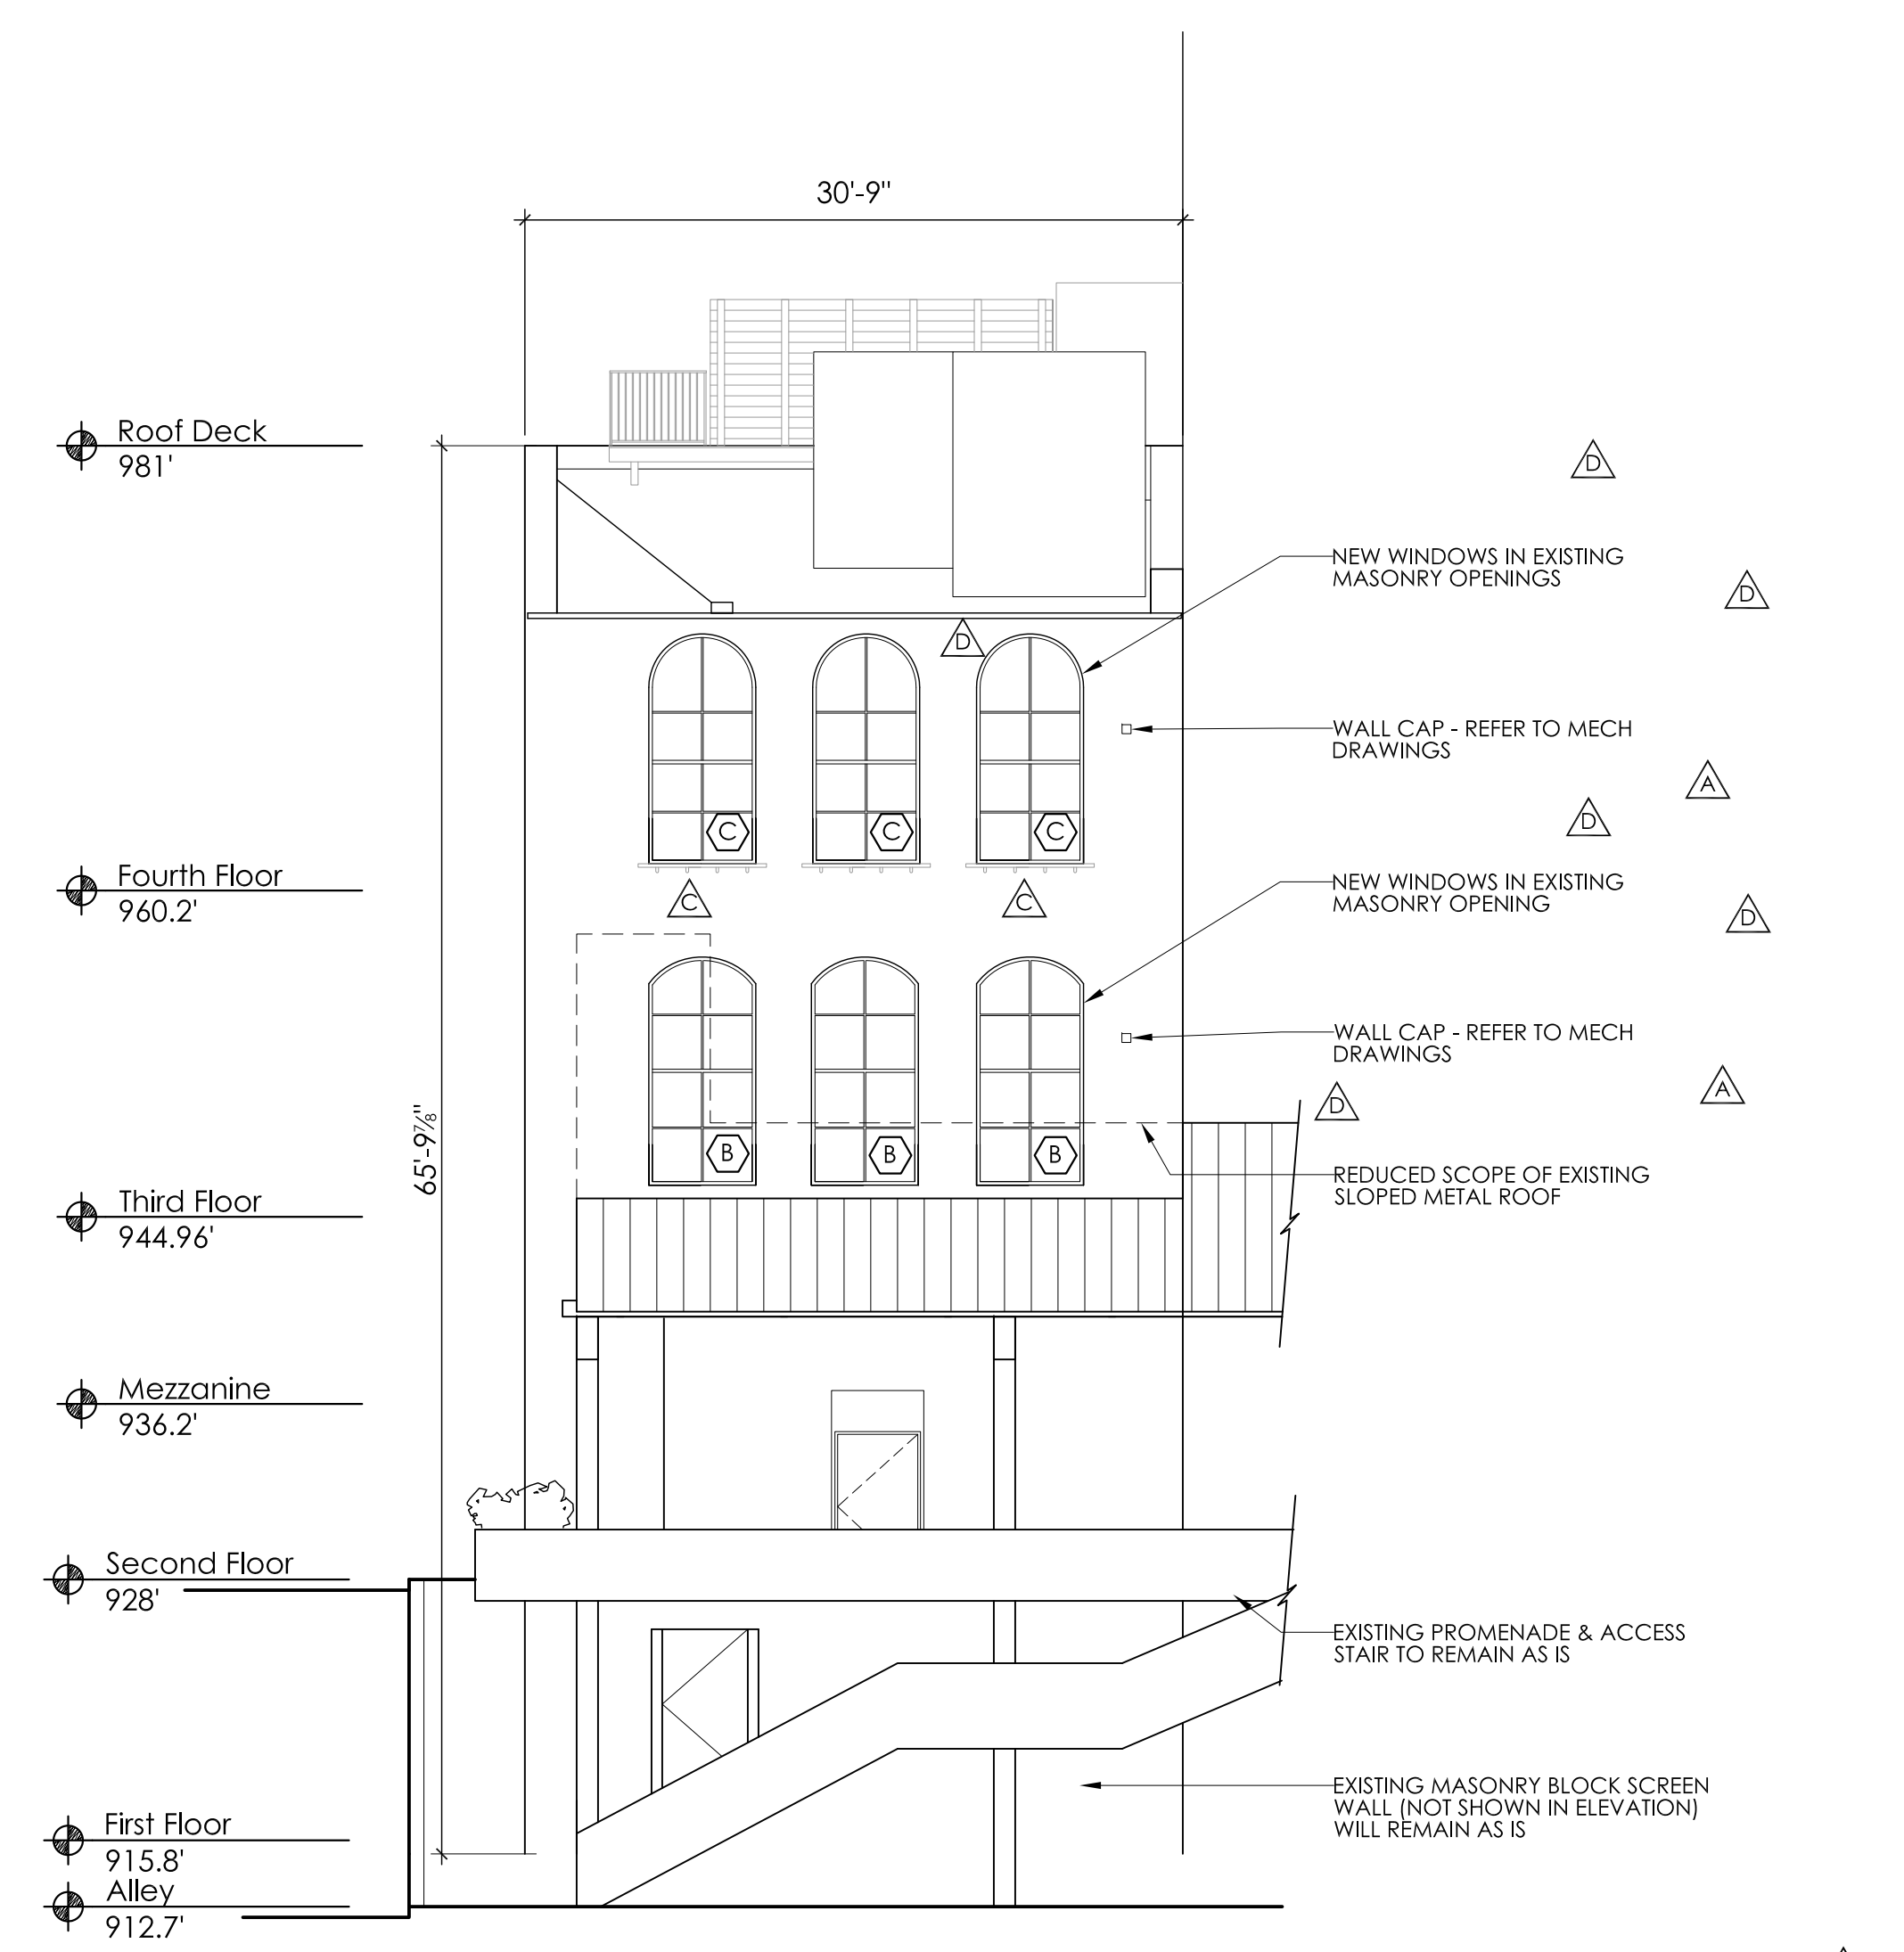 30'-9"
Roof Deck
981'
D
NEW WINDOWS IN EXISTING
MASONRY OPENINGS
D
D
WALL CAP - REFER TO MECH
DRAWINGS
A
D
C
C
C
Fourth Floor
960.2'
NEW WINDOWS IN EXISTING
MASONRY OPENING
C
C
D
WALL CAP - REFER TO MECH
DRAWINGS
A
D
65'-9⅞"
B
B
B
REDUCED SCOPE OF EXISTING
SLOPED METAL ROOF
Third Floor
944.96'
Mezzanine
936.2'
Second Floor
928'
EXISTING PROMENADE & ACCESS
STAIR TO REMAIN AS IS
EXISTING MASONRY BLOCK SCREEN
WALL (NOT SHOWN IN ELEVATION)
WILL REMAIN AS IS
First Floor
915.8'
Alley
912.7'